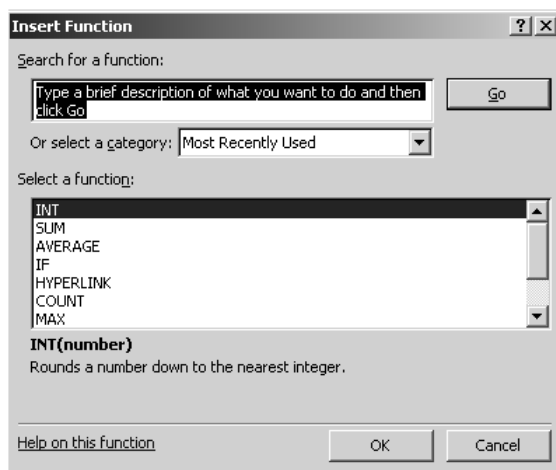 Insert Function
Search for a function:
Type a brief description of what you want to do and then
click Go
Go
Or select a category: Most Recently Used
Select a function:
INT
SUM
AVERAGE
IF
HYPERLINK
COUNT
MAX
INT(number)
Rounds a number down to the nearest integer.
Help on this function OK Cancel